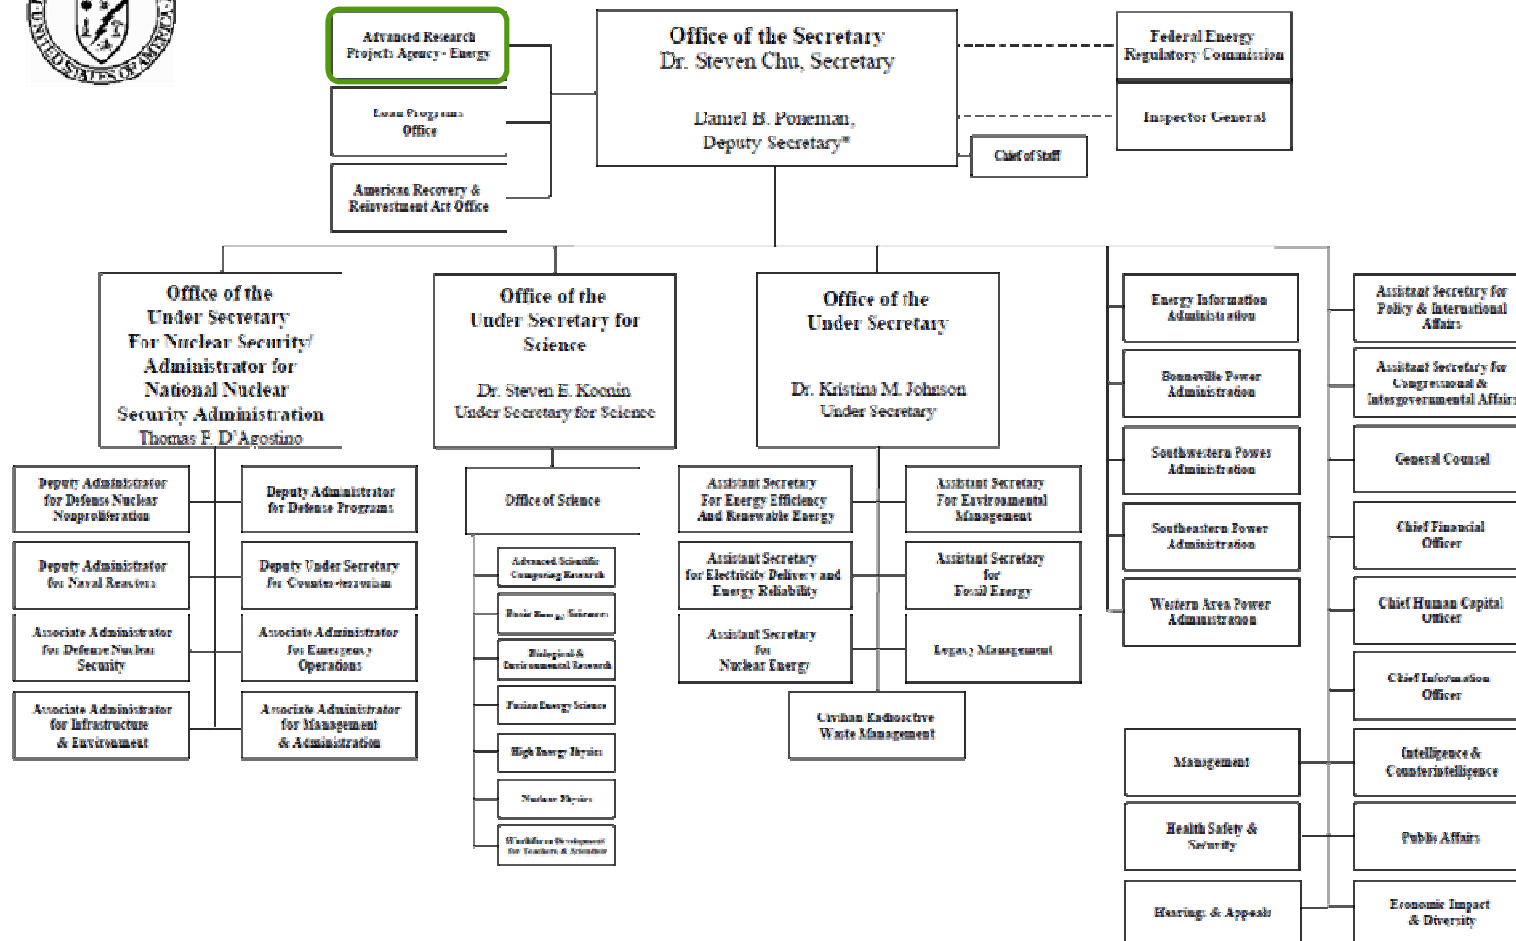 UNITED STATES OF AMERICA
Advanced Research
Projects Agency - Energy
Loan Programs
Office
American Recovery &
Reinvestment Act Office
Office of the Secretary
Dr. Steven Chu, Secretary
Daniel B. Poneman,
Deputy Secretary*
Chief of Staff
Federal Energy
Regulatory Commission
Inspector General
Office of the
Under Secretary
For Nuclear Security/
Administrator for
National Nuclear
Security Administration
Thomas P. D'Agostino
Deputy Administrator
for Defense Nuclear
Nonproliferation
Deputy Administrator
for Defense Programs
Deputy Administrator
for Naval Reactors
Deputy Under Secretary
for Counter-terrorism
Associate Administrator
for Defense Nuclear
Security
Associate Administrator
for Emergency
Operations
Associate Administrator
for Infrastructure
& Environment
Associate Administrator
for Management
& Administration
Office of the
Under Secretary for
Science
Dr. Steven E. Koonin
Under Secretary for Science
Office of Science
Advanced Scientific
Computing Research
Basic Energy Sciences
Biological &
Environmental Research
Fusion Energy Science
High Energy Physics
Nuclear Physics
Workforce Development
for Teachers & Scientists
Office of the
Under Secretary
Dr. Kristina M. Johnson
Under Secretary
Assistant Secretary
For Energy Efficiency
And Renewable Energy
Assistant Secretary
For Environmental
Management
Assistant Secretary
for Electricity Delivery and
Energy Reliability
Assistant Secretary
for
Fossil Energy
Assistant Secretary
for
Nuclear Energy
Legacy Management
Civilian Radioactive
Waste Management
Energy Information
Administration
Bonneville Power
Administration
Southwestern Power
Administration
Southeastern Power
Administration
Western Area Power
Administration
Management
Health Safety &
Security
Hearings & Appeals
Assistant Secretary for
Policy & International
Affairs
Assistant Secretary for
Congressional &
Intergovernmental Affairs
General Counsel
Chief Financial
Officer
Chief Human Capital
Officer
Chief Information
Officer
Intelligence &
Counterintelligence
Public Affairs
Economic Impact
& Diversity